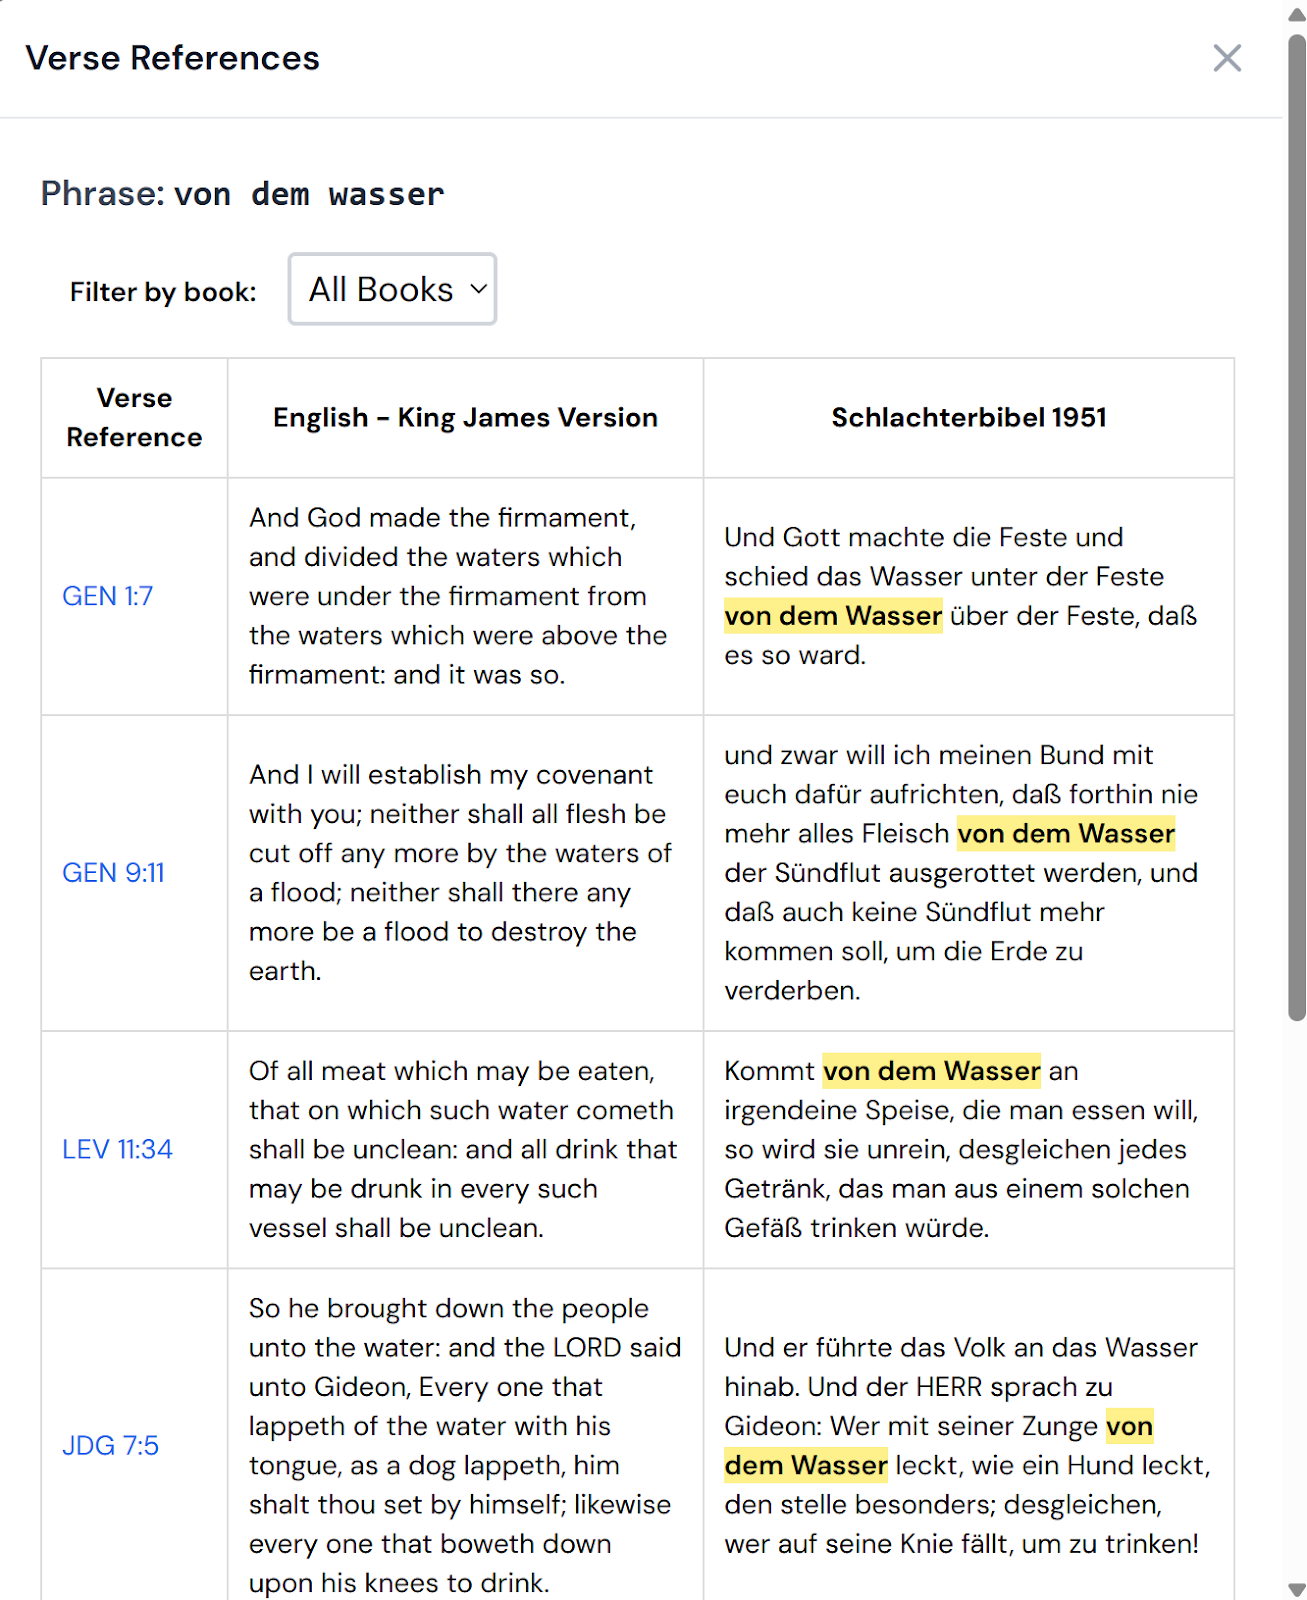 Verse References
Phrase: von dem wasser
Filter by book:
All Books
Verse
Reference
English - King James Version
Schlachterbibel 1951
GEN 1:7
And God made the firmament,
and divided the waters which
were under the firmament from
the waters which were above the
firmament: and it was so.
Und Gott machte die Feste und
schied das Wasser unter der Feste
von dem Wasser über der Feste, daß
es so ward.
GEN 9:11
And I will establish my covenant
with you; neither shall all flesh be
cut off any more by the waters of
a flood; neither shall there any
more be a flood to destroy the
earth.
und zwar will ich meinen Bund mit
euch dafür aufrichten, daß forthin nie
mehr alles Fleisch von dem Wasser
der Sündflut ausgerottet werden, und
daß auch keine Sündflut mehr
kommen soll, um die Erde zu
verderben.
LEV 11:34
Of all meat which may be eaten,
that on which such water cometh
shall be unclean: and all drink that
may be drunk in every such
vessel shall be unclean.
Kommt von dem Wasser an
irgendeine Speise, die man essen will,
so wird sie unrein, desgleichen jedes
Getränk, das man aus einem solchen
Gefäß trinken würde.
JDG 7:5
So he brought down the people
unto the water: and the LORD said
unto Gideon, Every one that
lappeth of the water with his
tongue, as a dog lappeth, him
shalt thou set by himself; likewise
every one that boweth down
upon his knees to drink.
Und er führte das Volk an das Wasser
hinab. Und der HERR sprach zu
Gideon: Wer mit seiner Zunge von
dem Wasser leckt, wie ein Hund leckt,
den stelle besonders; desgleichen,
wer auf seine Knie fällt, um zu trinken!